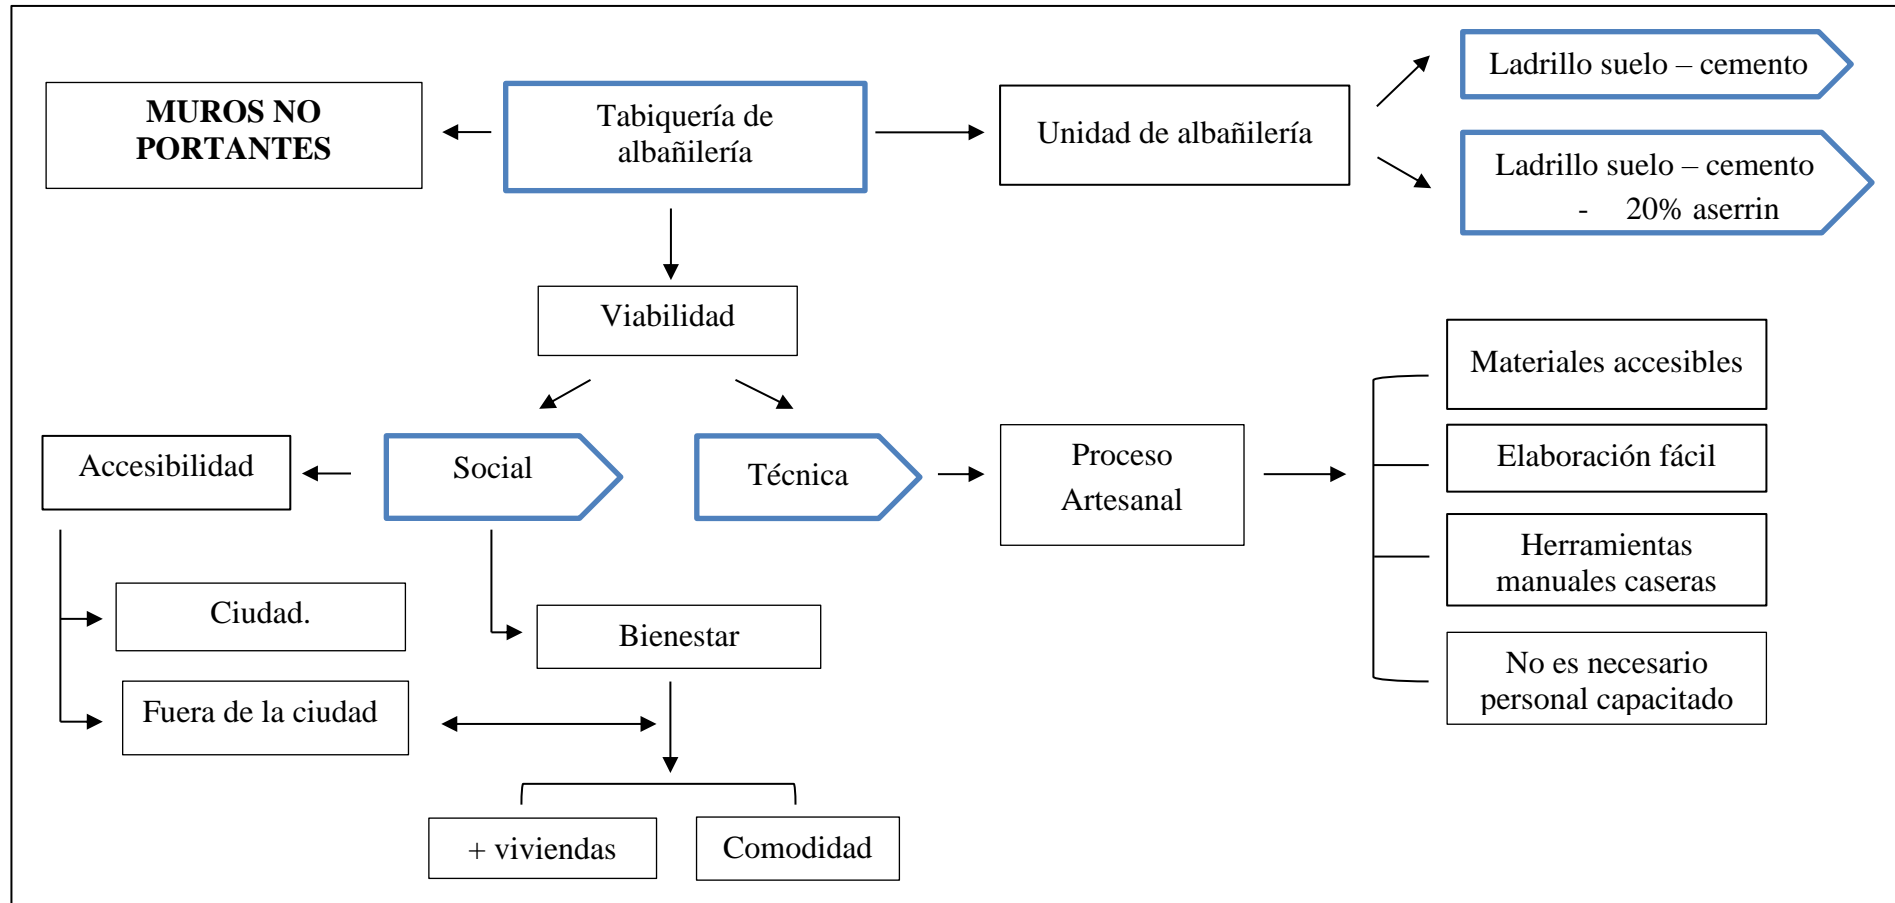 MUROS NO
PORTANTES
Tabiquería de
albañilería
Unidad de albañilería
Ladrillo suelo – cemento
Ladrillo suelo – cemento
- 20% aserrin
Viabilidad
Accesibilidad
Social
Técnica
Proceso
Artesanal
Materiales accesibles
Elaboración fácil
Herramientas
manuales caseras
No es necesario
personal capacitado
Ciudad.
Fuera de la ciudad
Bienestar
+ viviendas
Comodidad